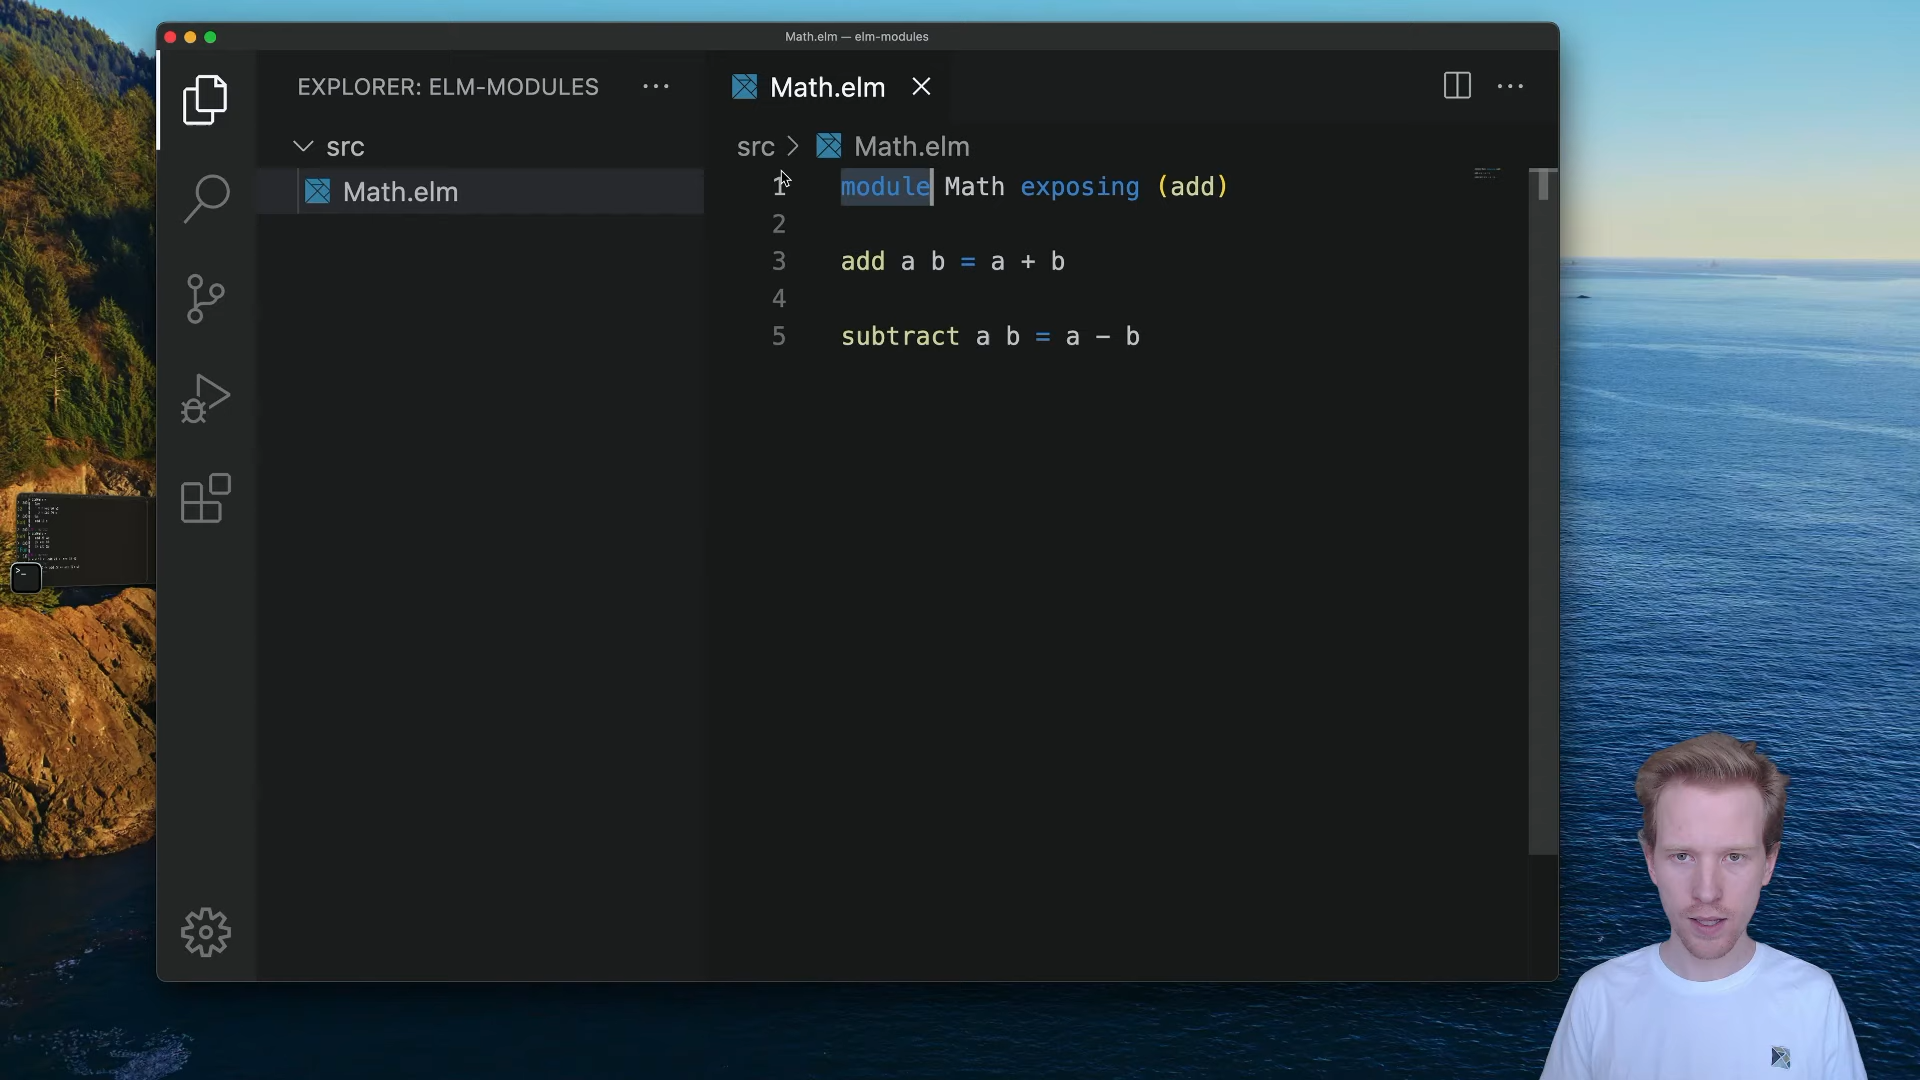 Math.elm — elm-modules
EXPLORER: ELM-MODULES
src
Math.elm
Math.elm
src > Math.elm
1 module Math exposing (add)
2
3 add a b = a + b
4
5 subtract a b = a - b